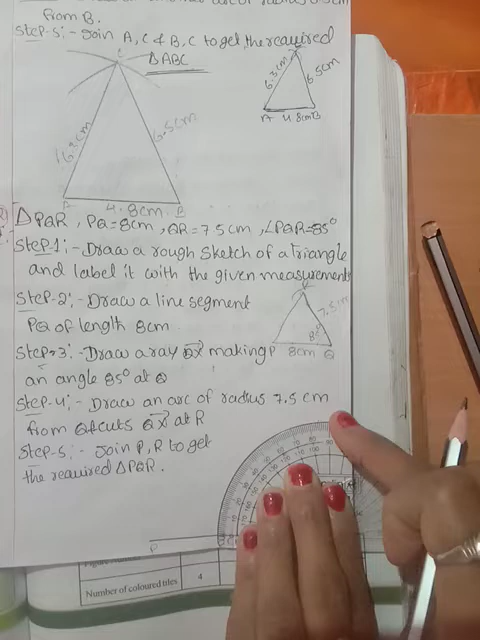 from B.
Step-5:- Join A, C & B, C to get the required
ΔABC
C
6.3cm
6.5cm
A 4.8cm B
C
6.5cm
A 4.8cm B
ΔPQR, PQ=8cm, QR=7.5cm, ∠PQR=85°
Step-1:- Draw a rough sketch of a triangle
and label it with the given measurements
Step-2:- Draw a line segment
PQ of length 8cm.
R
7.5cm
85°
P 8cm Q
Step-3:- Draw a ray QX making
an angle 85° at Q
Step-4:- Draw an arc of radius 7.5 cm
from Q it cuts QX at R
Step-5:- Join P, R to get
the required ΔPQR.
P
Number of coloured tiles 4